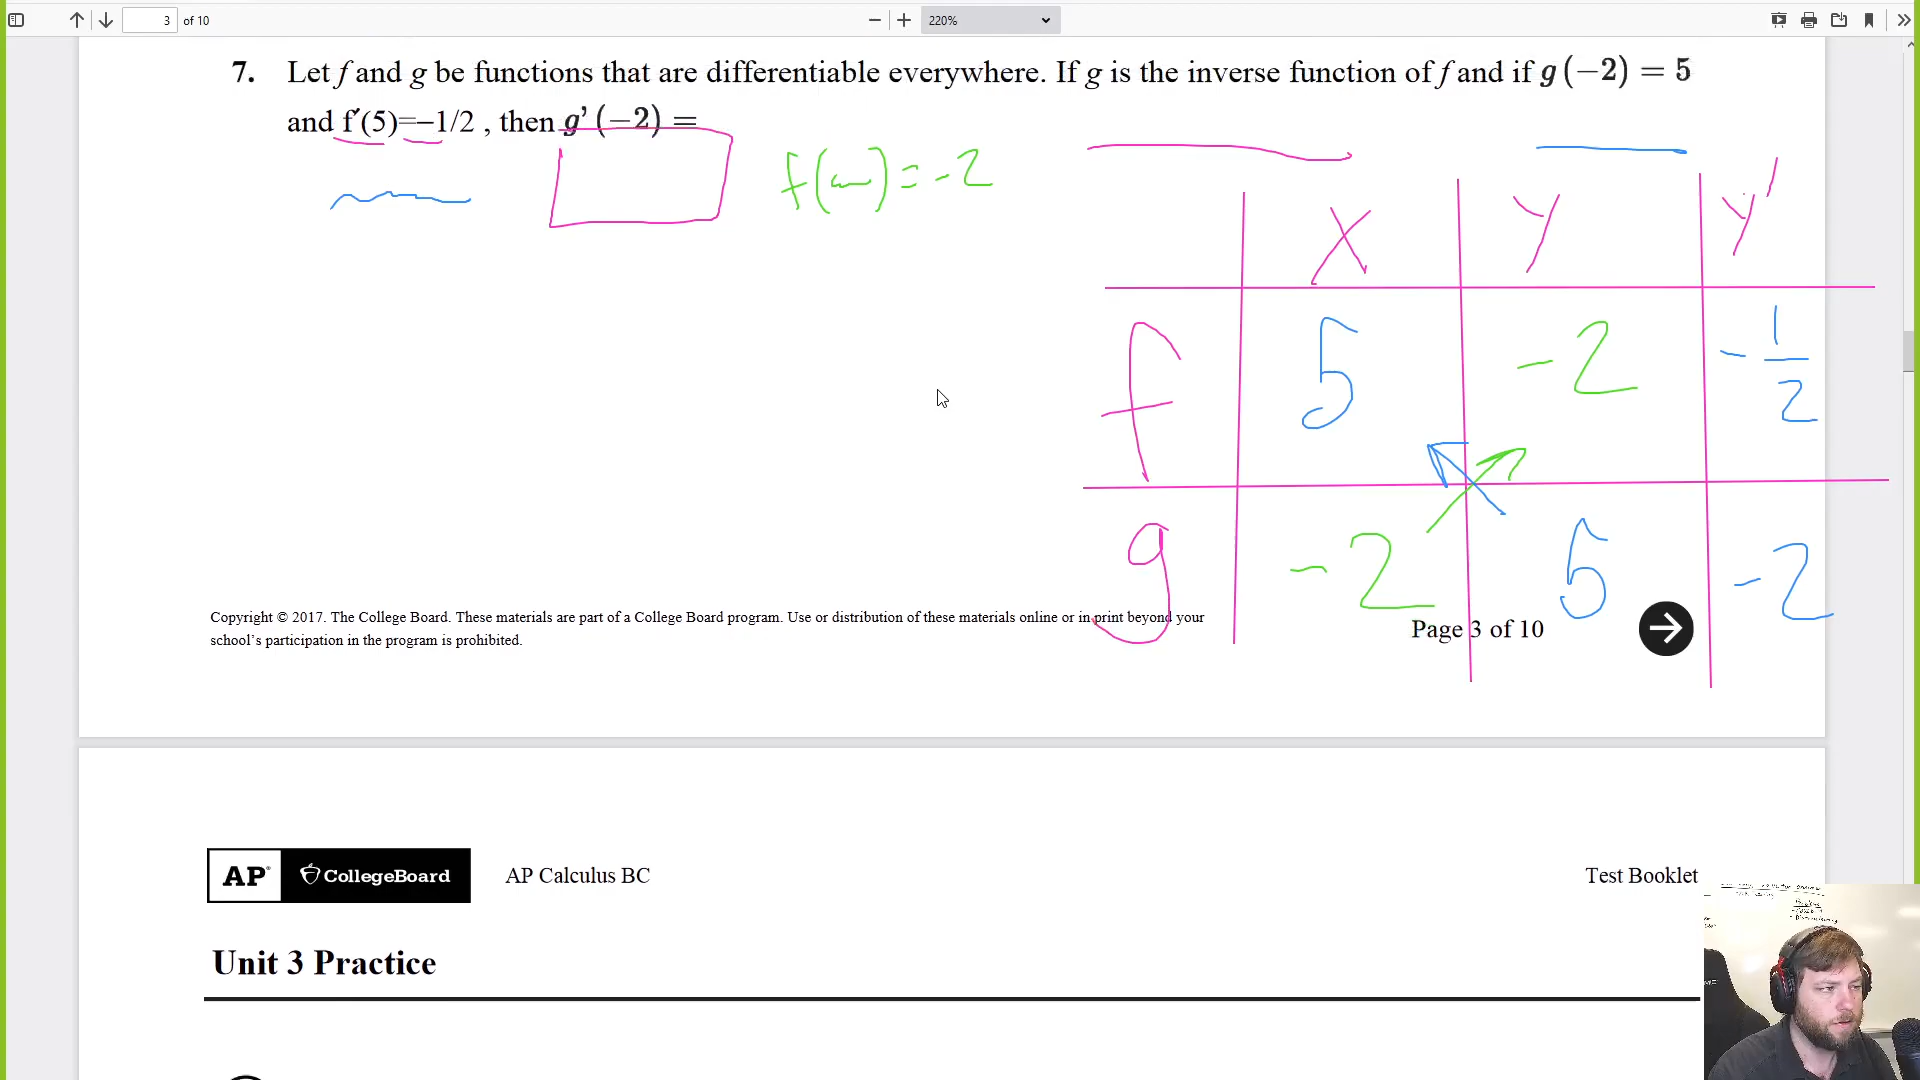 3 of 10
220%
7. Let f and g be functions that are differentiable everywhere. If g is the inverse function of f and if g(−2) = 5
and f′(5)=−1/2 , then g’(−2) =
= -2
X Y Y'
f 5 -2 -1/2
g -2 5 -2
Copyright © 2017. The College Board. These materials are part of a College Board program. Use or distribution of these materials online or in print beyond your
school’s participation in the program is prohibited.
Page 3 of 10
AP® CollegeBoard
AP Calculus BC
Test Booklet
Unit 3 Practice